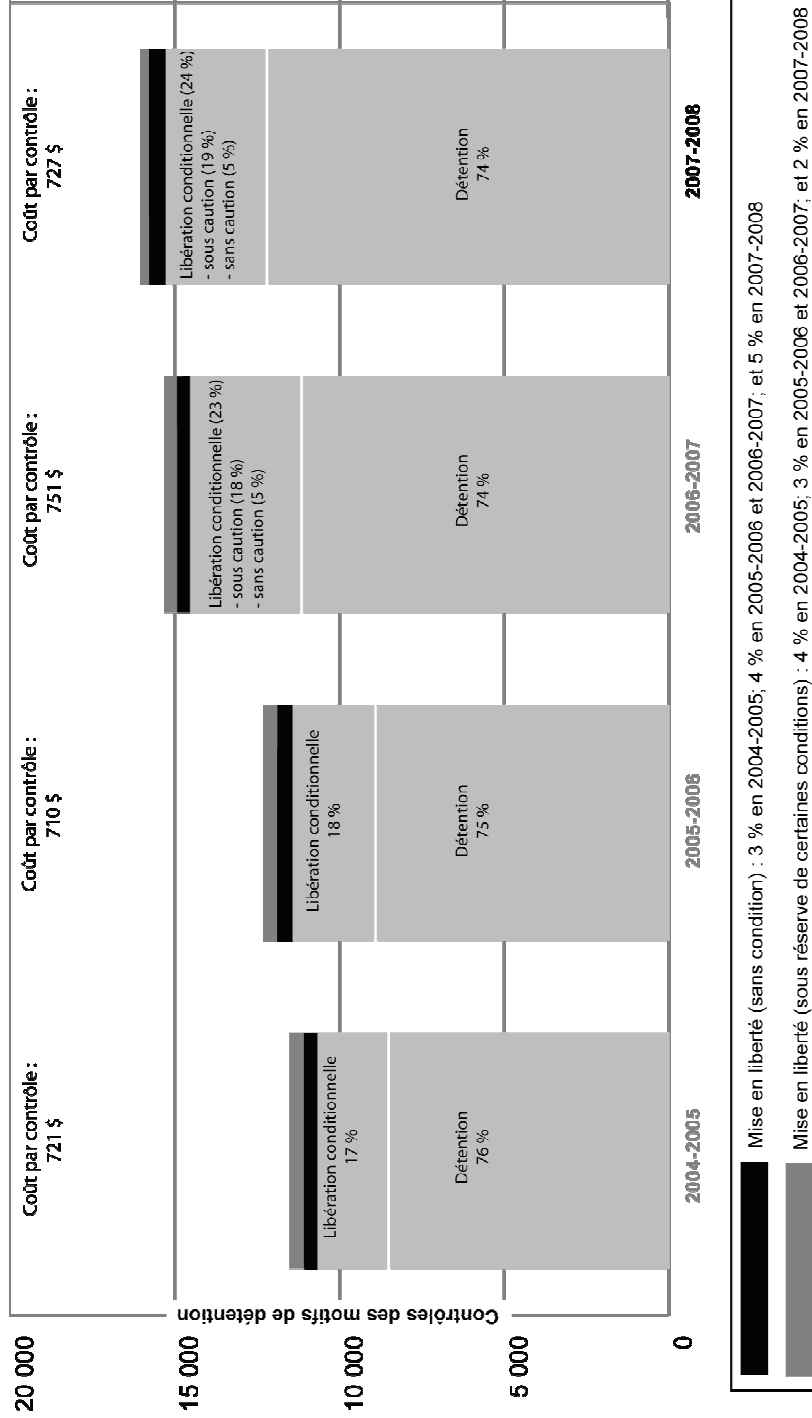 Coût par contrôle :
721 $
Coût par contrôle :
710 $
Coût par contrôle :
751 $
Coût par contrôle :
727 $
20 000
15 000
10 000
5 000
0
Contrôles des motifs de détention
Libération conditionnelle
17 %
Détention
76 %
Libération conditionnelle
18 %
Détention
75 %
Libération conditionnelle (23 %)
- sous caution (18 %)
- sans caution (5 %)
Détention
74 %
Libération conditionnelle (24 %)
- sous caution (19 %)
- sans caution (5 %)
Détention
74 %
2004-2005
2005-2006
2006-2007
2007-2008
Mise en liberté (sans condition) : 3 % en 2004-2005; 4 % en 2005-2006 et 2006-2007; et 5 % en 2007-2008
Mise en liberté (sous réserve de certaines conditions) : 4 % en 2004-2005; 3 % en 2005-2006 et 2006-2007; et 2 % en 2007-2008